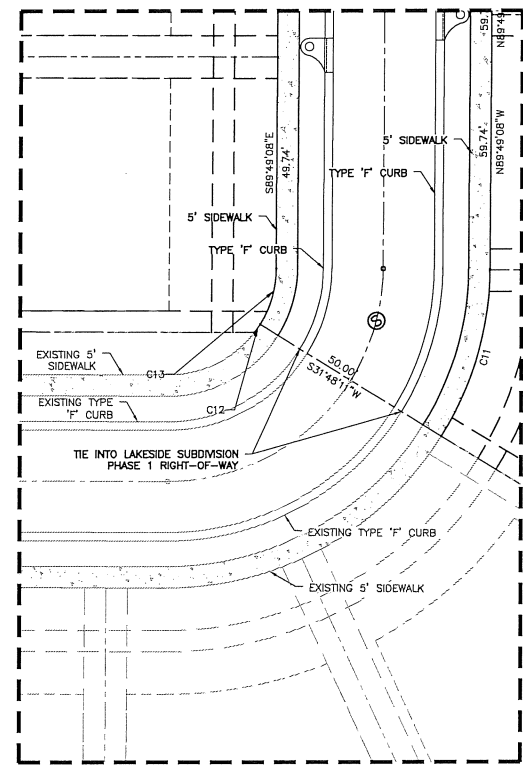 59.74'
N89°49'
S89°49'08"E
49.74'
5' SIDEWALK
59.74'
N89°49'08"W
TYPE 'F' CURB
5' SIDEWALK
TYPE 'F' CURB
S
EXISTING 5'
SIDEWALK
C13
50.00'
S31°48'11"W
C11
EXISTING TYPE
'F' CURB
C12
TIE INTO LAKESIDE SUBDIVISION
PHASE 1 RIGHT-OF-WAY
EXISTING TYPE 'F' CURB
EXISTING 5' SIDEWALK